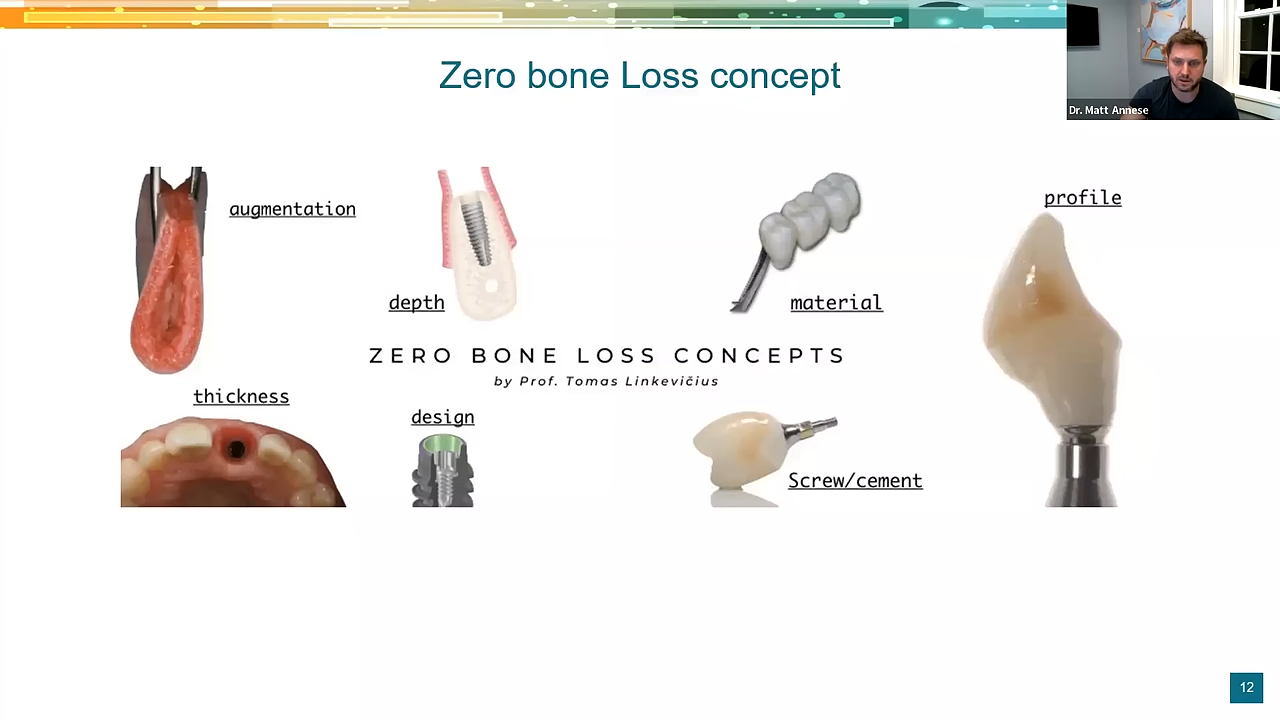 Zero bone Loss concept
Dr. Matt Annese
augmentation
profile
depth
material
ZERO BONE LOSS CONCEPTS
by Prof. Tomas Linkevičius
thickness
design
Screw/cement
12